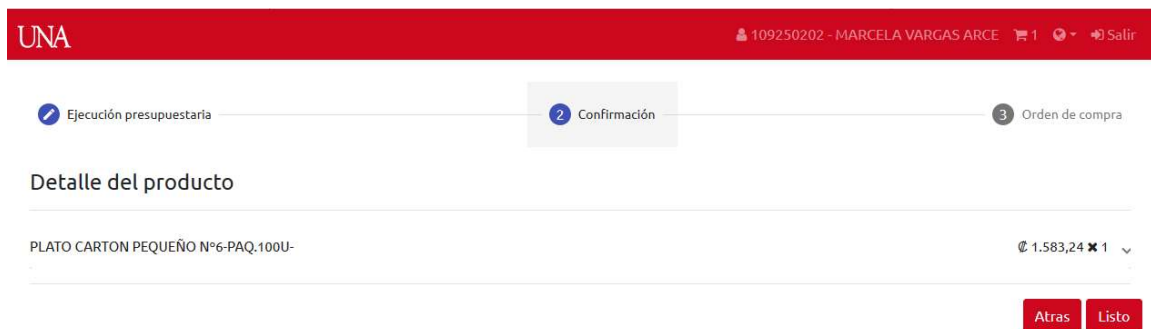 UNA 109250202 - MARCELA VARGAS ARCE 1 Salir
Ejecución presupuestaria 2 Confirmación 3 Orden de compra
Detalle del producto
PLATO CARTON PEQUEÑO Nº6-PAQ.100U- ₡ 1.583,24 ✖ 1
Atras Listo